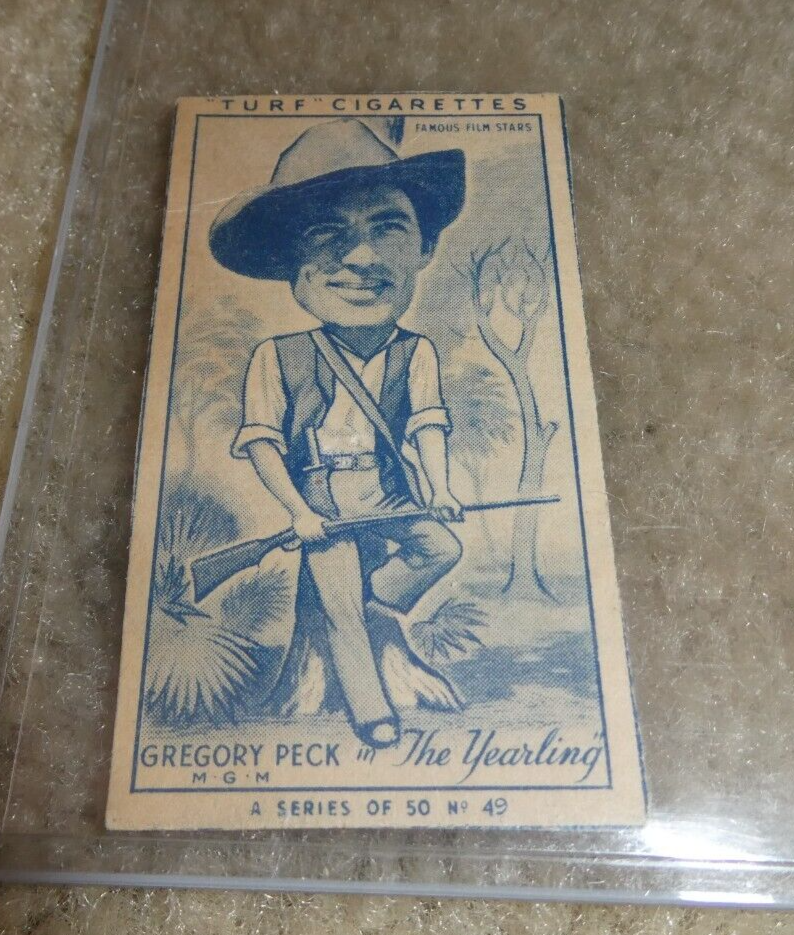 "TURF" CIGARETTES
FAMOUS FILM STARS
GREGORY PECK in "The Yearling"
M·G·M
A SERIES OF 50 Nº 49